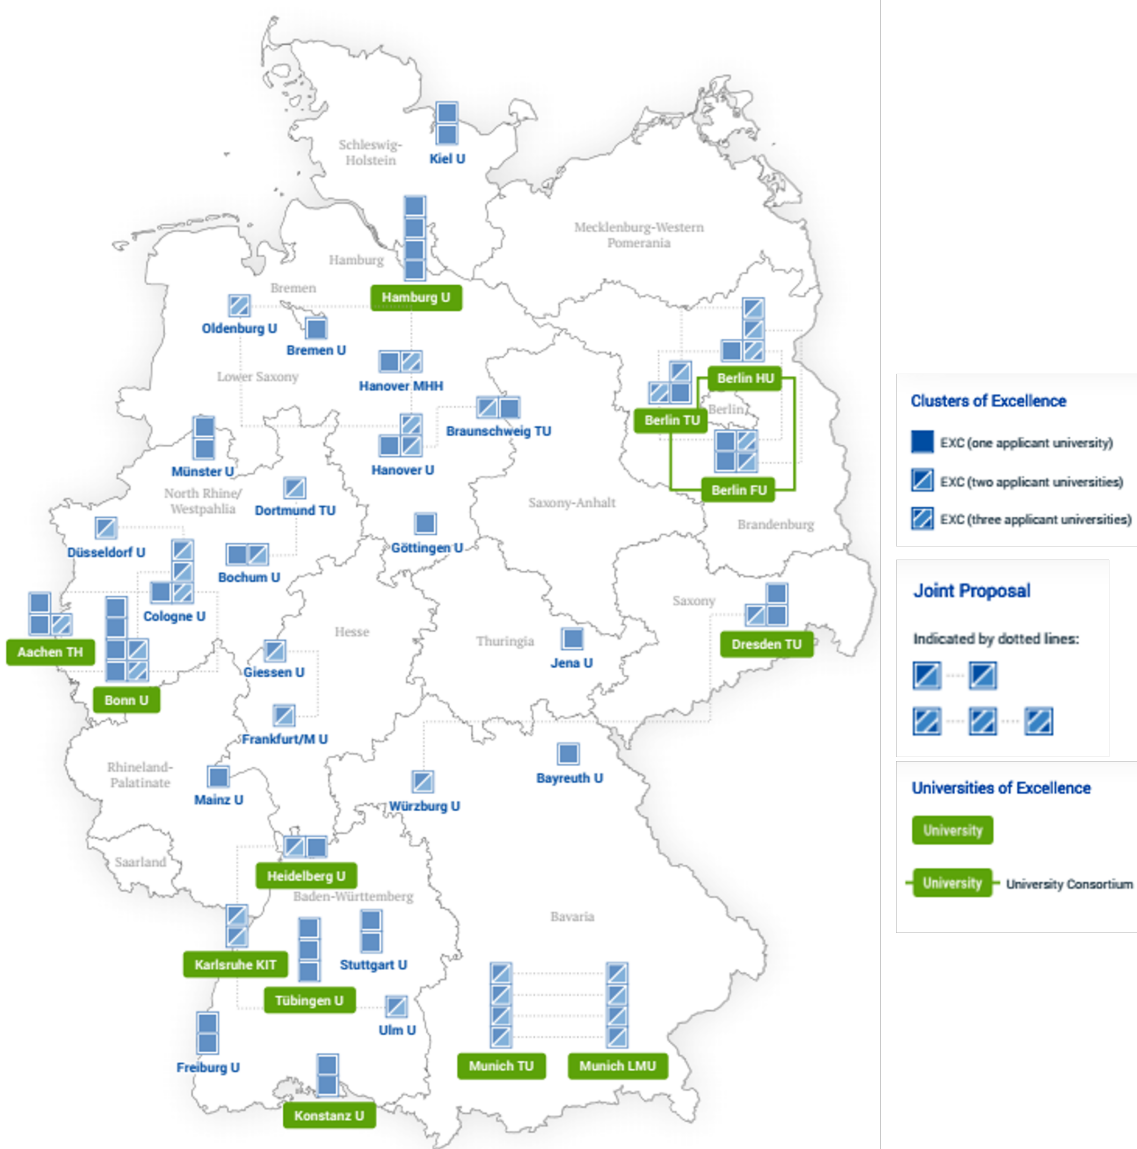 Schleswig-
Holstein
Kiel U
Mecklenburg-Western
Pomerania
Hamburg
Hamburg U
Bremen
Oldenburg U
Bremen U
Hanover MHH
Lower Saxony
Braunschweig TU
Hanover U
Münster U
Berlin HU
Berlin
Berlin TU
Berlin FU
Brandenburg
North Rhine/
Westpahlia
Dortmund TU
Saxony-Anhalt
Düsseldorf U
Göttingen U
Bochum U
Cologne U
Aachen TH
Bonn U
Hesse
Giessen U
Frankfurt/M U
Thuringia
Jena U
Saxony
Dresden TU
Rhineland-
Palatinate
Mainz U
Würzburg U
Bayreuth U
Saarland
Heidelberg U
Baden-Württemberg
Bavaria
Karlsruhe KIT
Stuttgart U
Tübingen U
Ulm U
Freiburg U
Munich TU
Munich LMU
Konstanz U
Clusters of Excellence
EXC (one applicant university)
EXC (two applicant universities)
EXC (three applicant universities)
Joint Proposal
Indicated by dotted lines:
Universities of Excellence
University
University
University Consortium